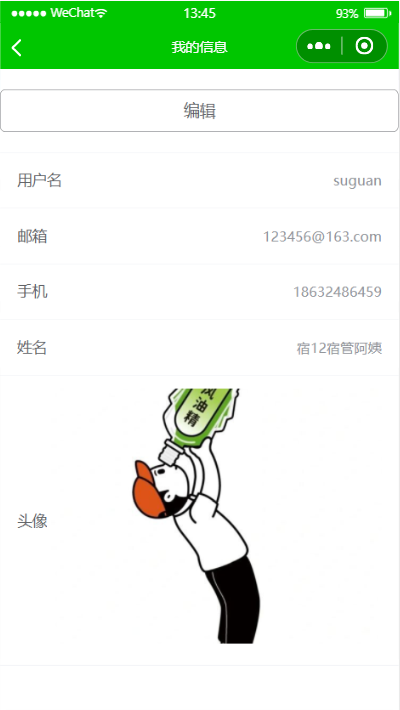 WeChat 13:45 93%
我的信息
编辑
用户名 suguan
邮箱 123456@163.com
手机 18632486459
姓名 宿12宿管阿姨
风油精
头像